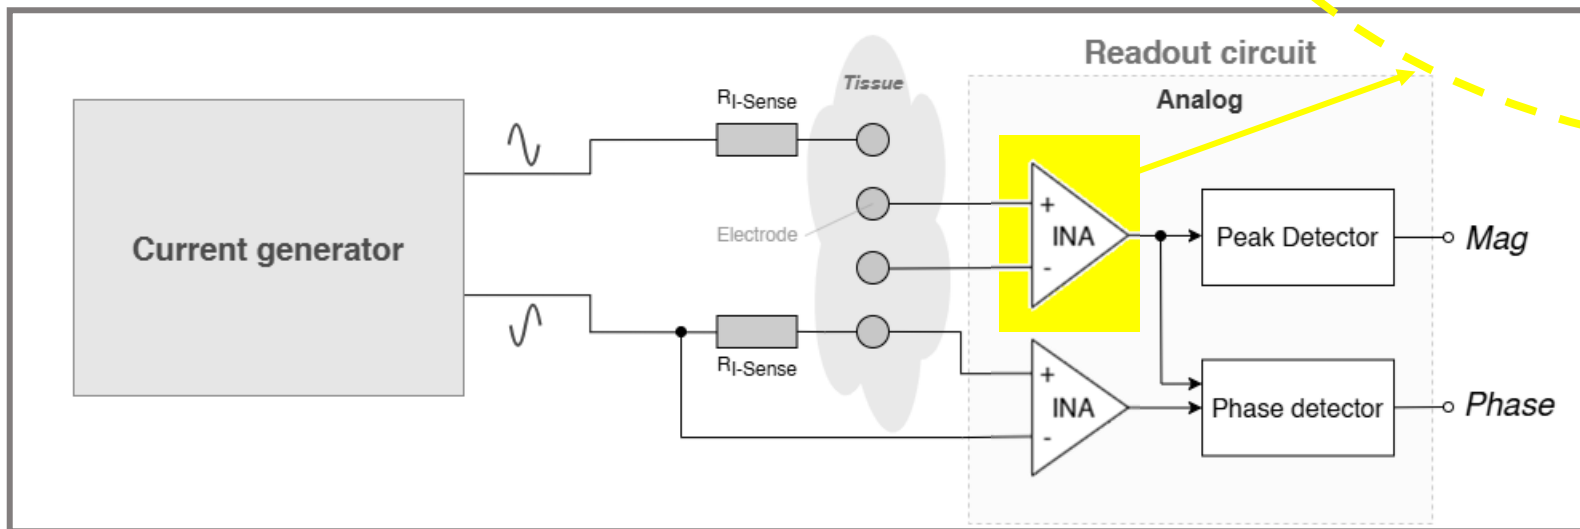 Readout circuit
Analog
Tissue
RI-Sense
Current generator
Electrode
+
INA
-
Peak Detector
Mag
RI-Sense
+
INA
-
Phase detector
Phase